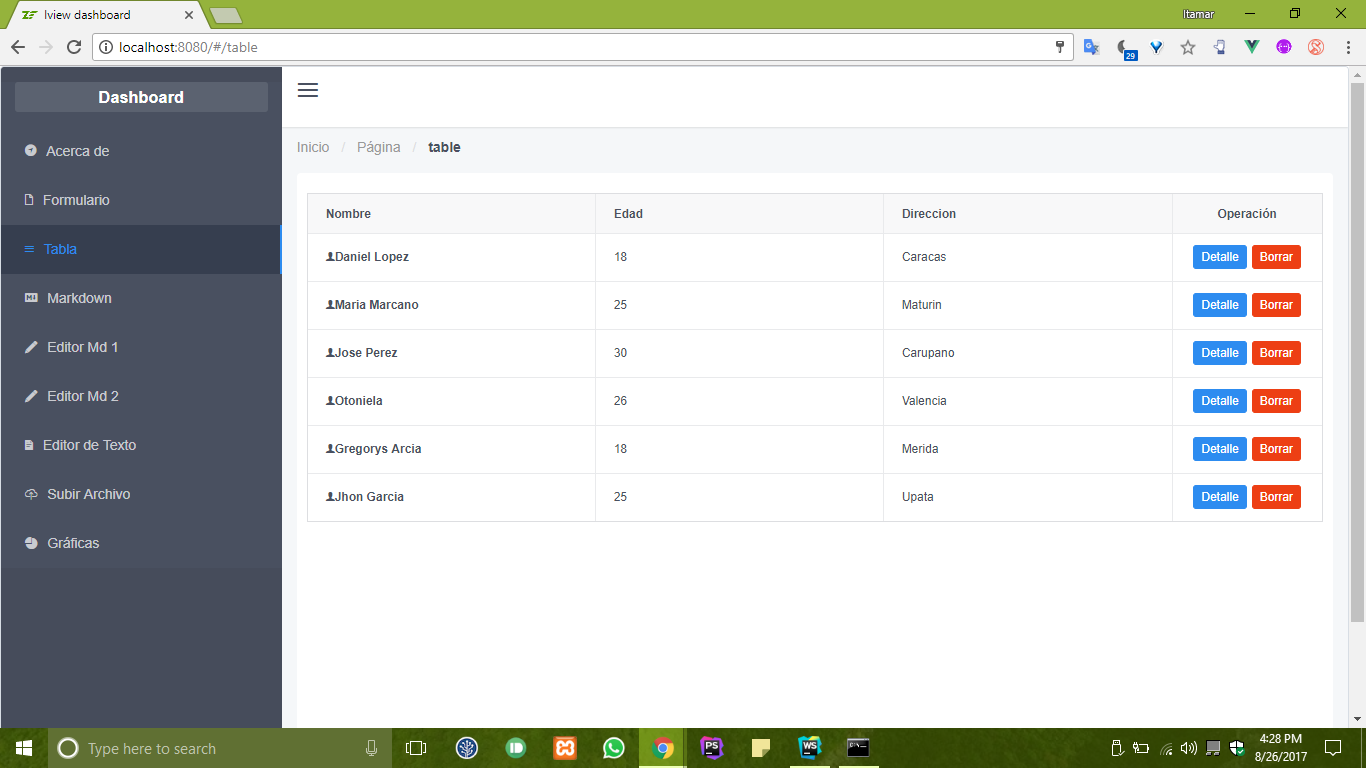 Iview dashboard
Itamar
localhost:8080/#/table
29
Dashboard
Acerca de
Formulario
Tabla
Markdown
Editor Md 1
Editor Md 2
Editor de Texto
Subir Archivo
Gráficas
Inicio / Página / table
Nombre Edad Direccion Operación
Daniel Lopez 18 Caracas Detalle Borrar
Maria Marcano 25 Maturin Detalle Borrar
Jose Perez 30 Carupano Detalle Borrar
Otoniela 26 Valencia Detalle Borrar
Gregorys Arcia 18 Merida Detalle Borrar
Jhon Garcia 25 Upata Detalle Borrar
Type here to search
PS
WS
4:28 PM
8/26/2017